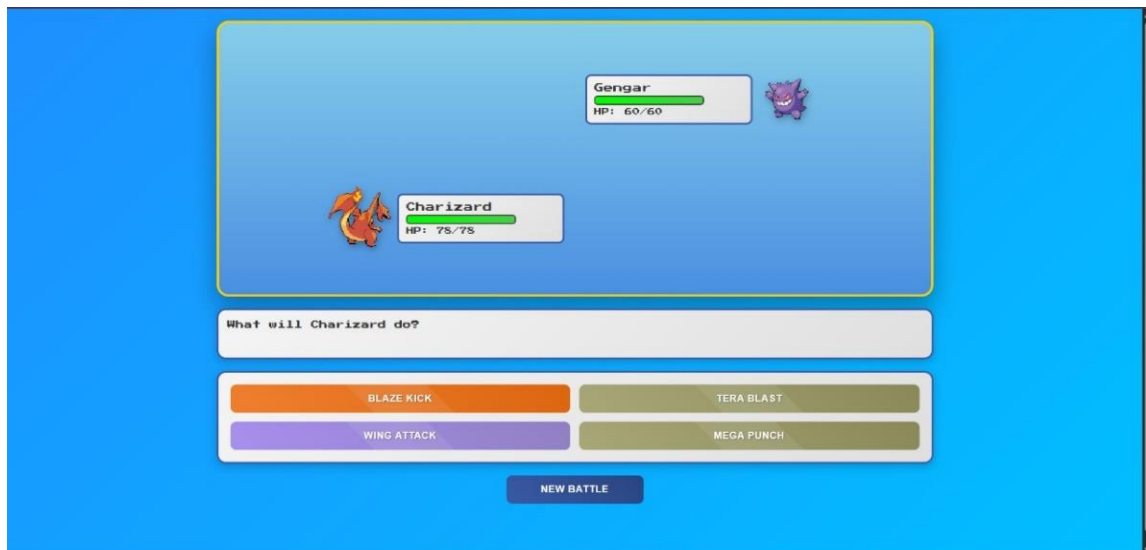 Gengar
HP: 60/60
Charizard
HP: 78/78
What will Charizard do?
BLAZE KICK
TERA BLAST
WING ATTACK
MEGA PUNCH
NEW BATTLE